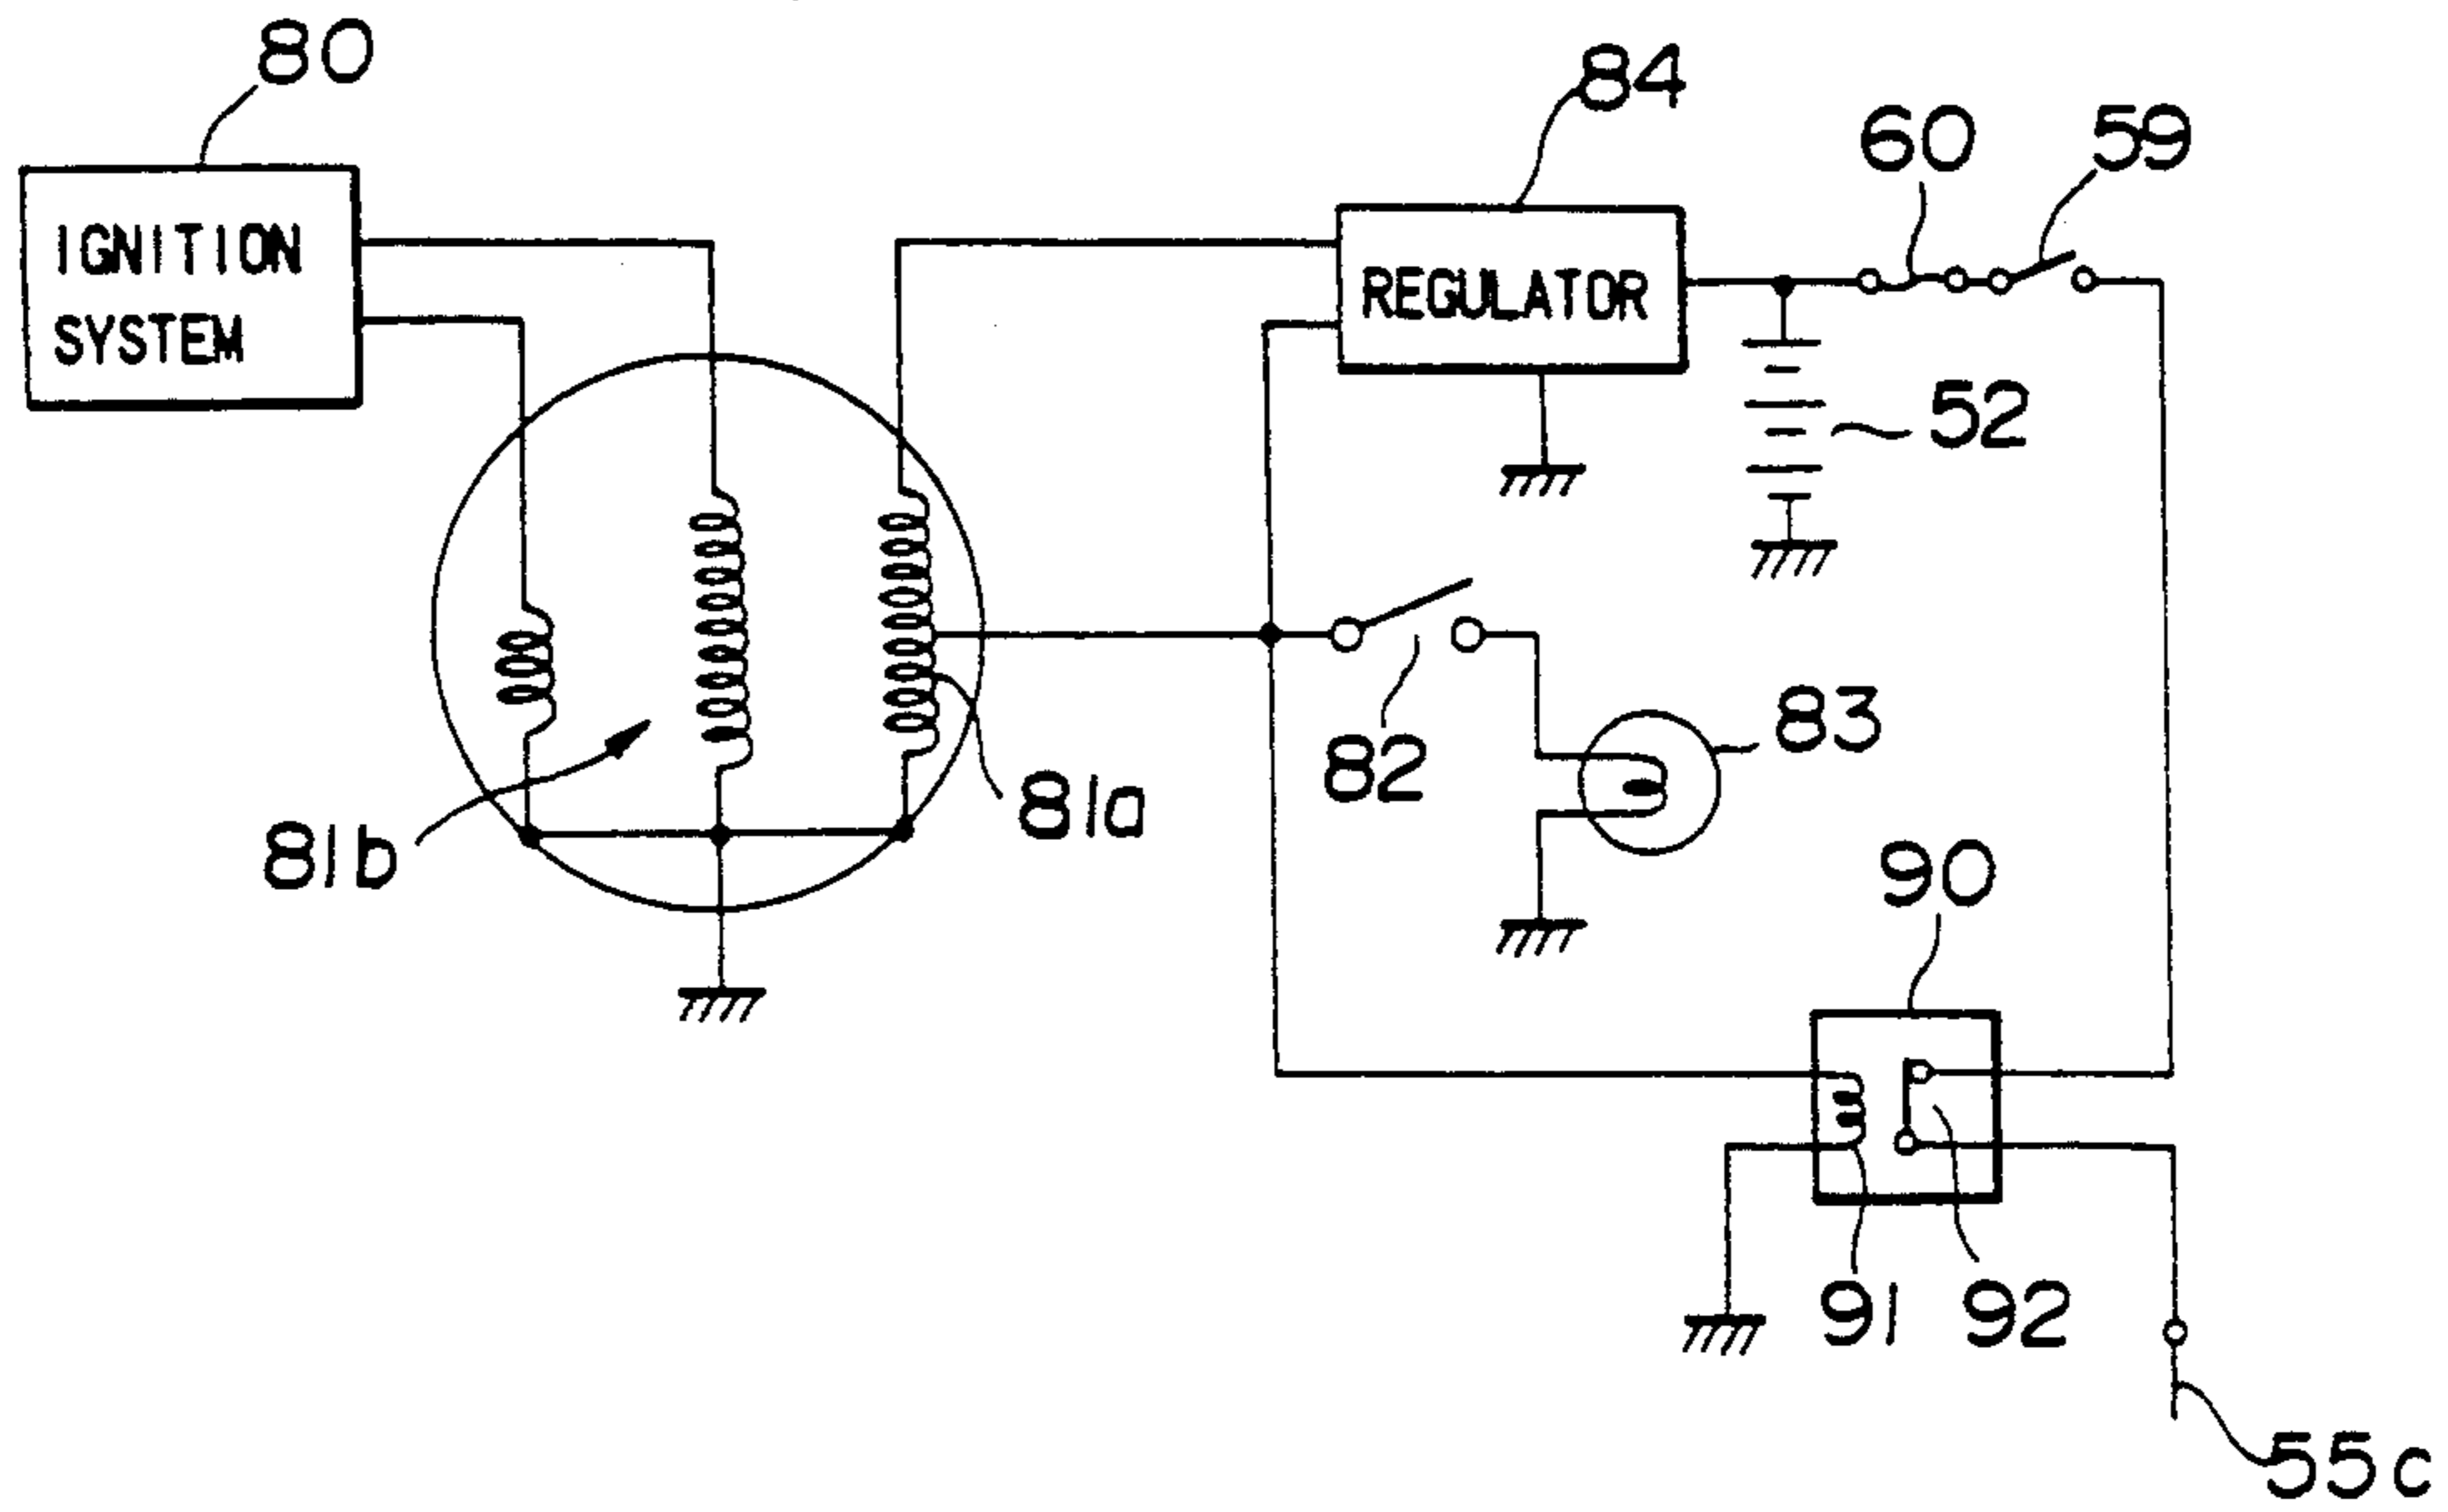 80
84
60
59
IGNITION
SYSTEM
REGULATOR
52
83
82
81a
81b
90
91
92
55c